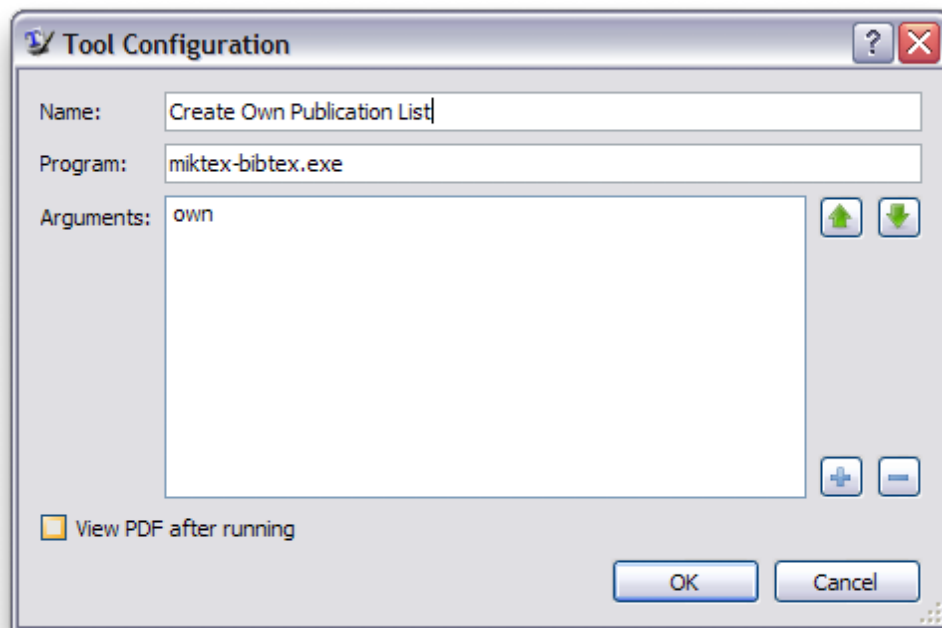 Tool Configuration
Name: Create Own Publication List
Program: miktex-bibtex.exe
Arguments: own
View PDF after running
OK Cancel